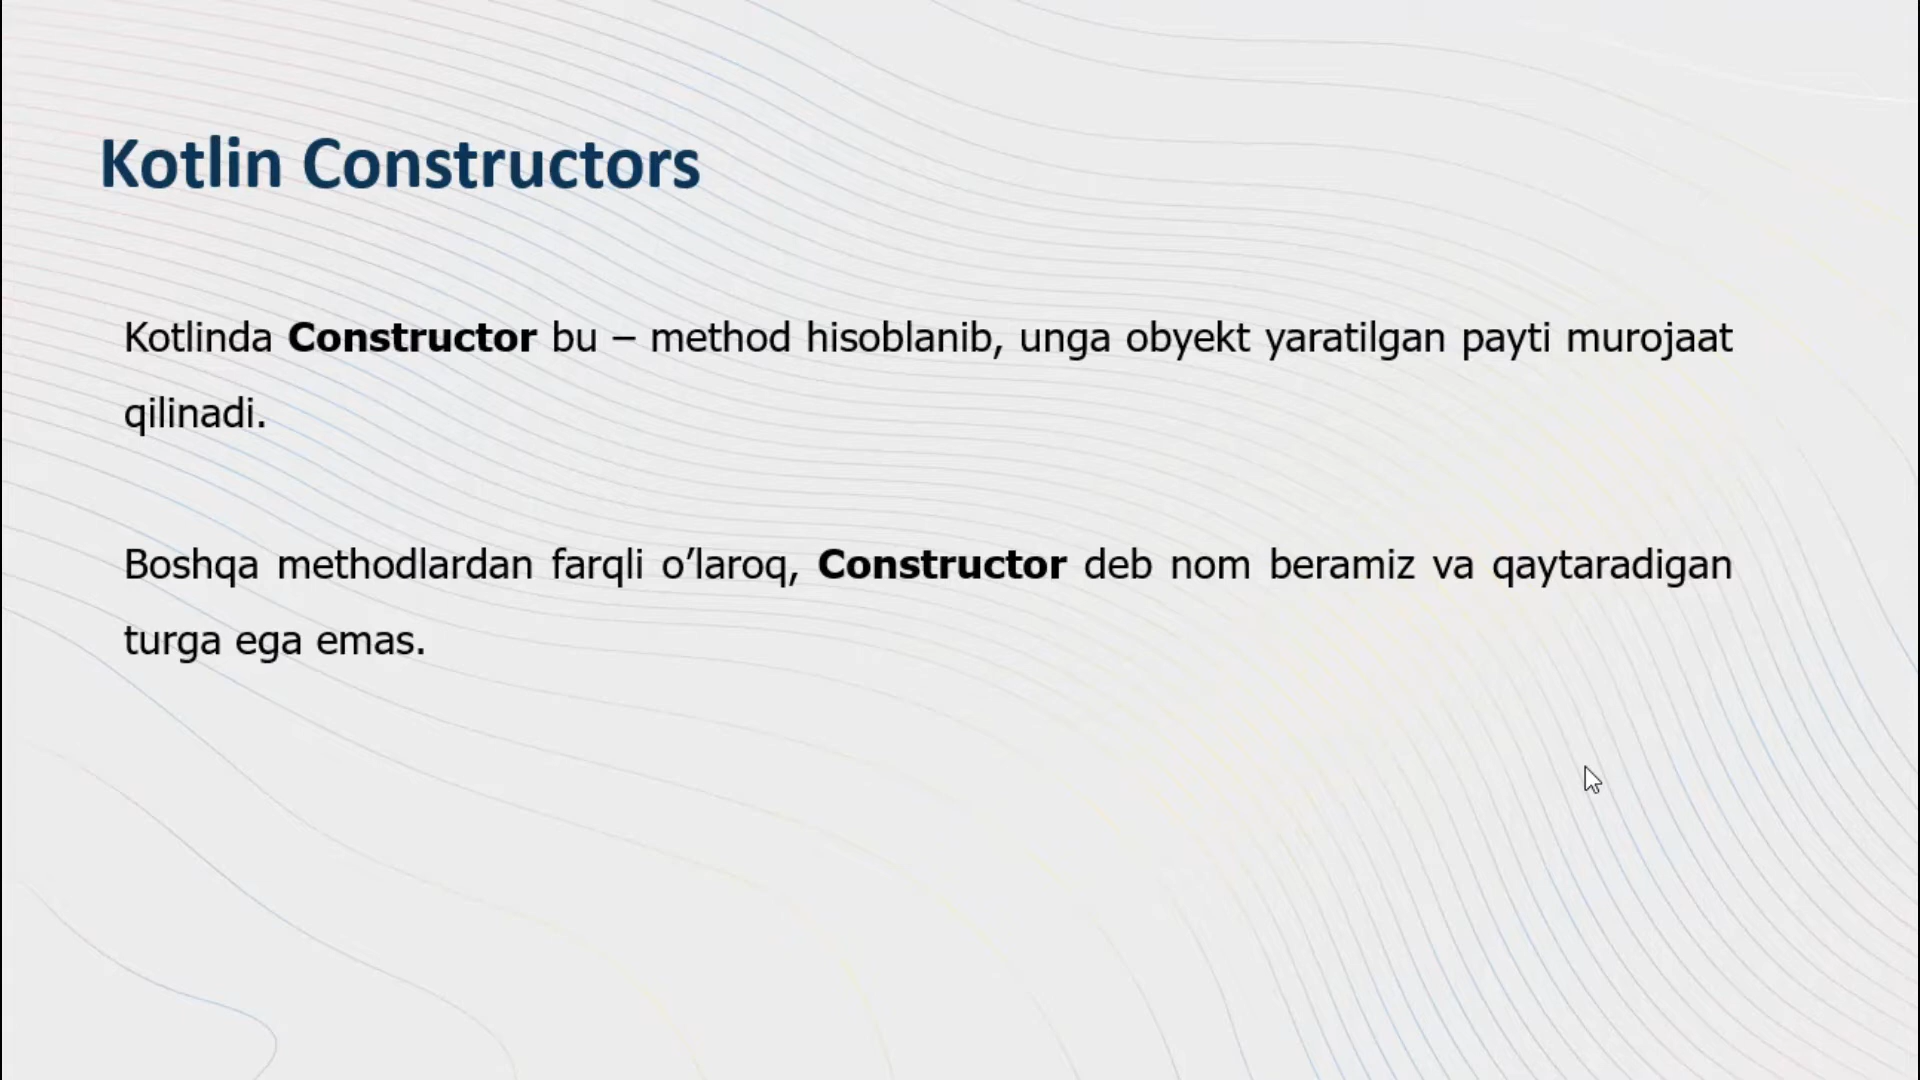 Kotlin Constructors
Kotlinda Constructor bu – method hisoblanib, unga obyekt yaratilgan payti murojaat
qilinadi.
Boshqa methodlardan farqli o’laroq, Constructor deb nom beramiz va qaytaradigan
turga ega emas.